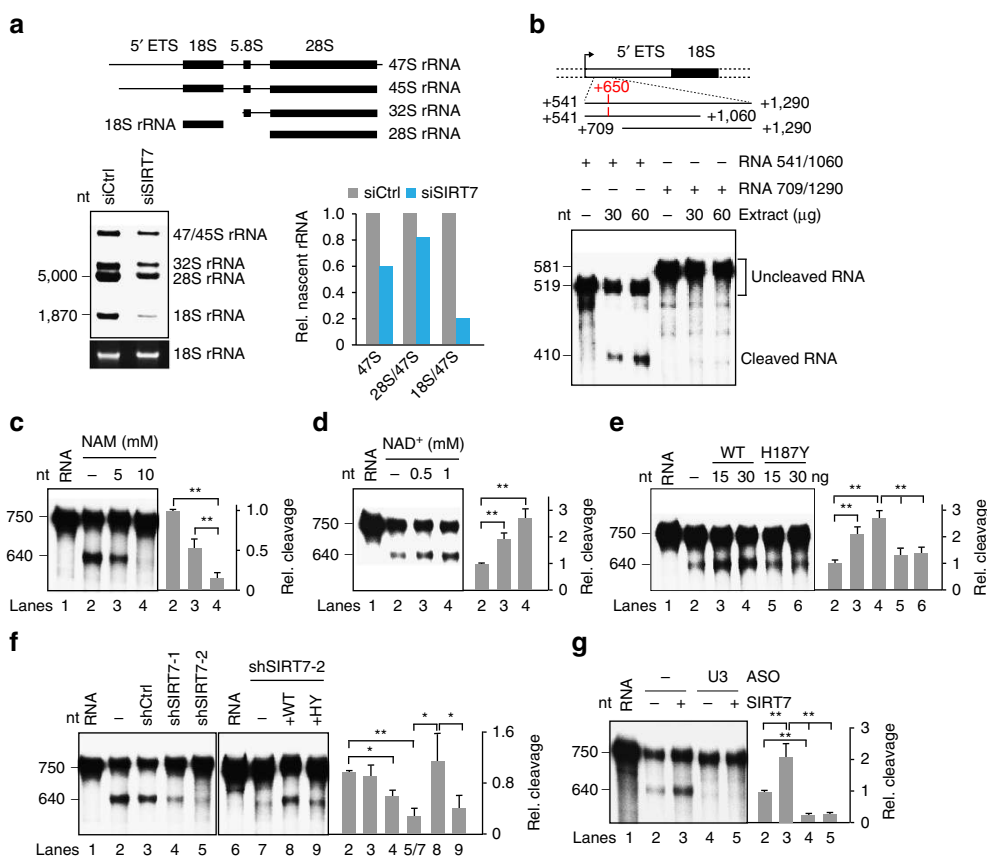 a
5′ ETS 18S 5.8S 28S
47S rRNA
45S rRNA
32S rRNA
18S rRNA
28S rRNA
nt siCtrl siSIRT7
47/45S rRNA
32S rRNA
5,000 28S rRNA
1,870 18S rRNA
18S rRNA
siCtrl siSIRT7
Rel. nascent rRNA
1.0
0.8
0.6
0.4
0.2
0
47S 28S/47S 18S/47S
b
5′ ETS 18S
+650
+541 +1,290
+541 +1,060
+709 +1,290
+ + + – – – RNA 541/1060
– – – + + + RNA 709/1290
nt – 30 60 – 30 60 Extract (μg)
581
519 Uncleaved RNA
410 Cleaved RNA
c
RNA NAM (mM)
nt – 5 10
750
640
** **
1.0
0.5
0
Rel. cleavage
Lanes 1 2 3 4 2 3 4
d
RNA NAD+ (mM)
nt – 0.5 1
750
640
** **
3
2
1
0
Rel. cleavage
Lanes 1 2 3 4 2 3 4
e
RNA WT H187Y
nt – 15 30 15 30 ng
750
640
** ** **
3
2
1
0
Rel. cleavage
Lanes 1 2 3 4 5 6 2 3 4 5 6
f
shSIRT7-2
nt RNA – shCtrl shSIRT7-1 shSIRT7-2 RNA – +WT +HY
750
640
** * * *
1.6
0.8
0
Rel. cleavage
Lanes 1 2 3 4 5 6 7 8 9 2 3 4 5/7 8 9
g
RNA – U3 ASO
nt – + – + SIRT7
750
640
** ** **
3
2
1
0
Rel. cleavage
Lanes 1 2 3 4 5 2 3 4 5